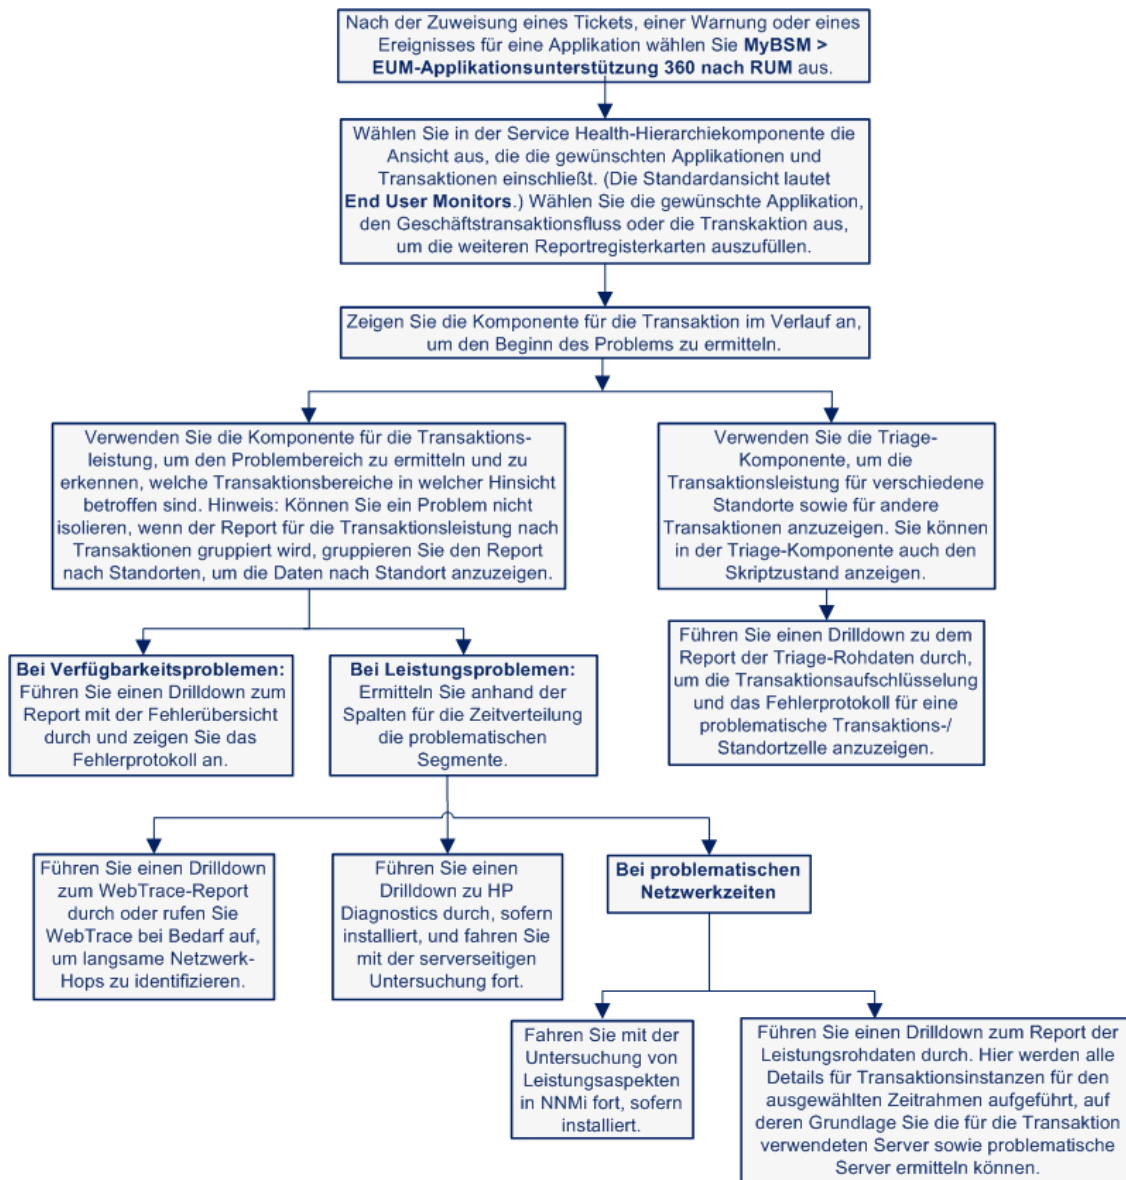 Nach der Zuweisung eines Tickets, einer Warnung oder eines
Ereignisses für eine Applikation wählen Sie MyBSM >
EUM-Applikationsunterstützung 360 nach RUM aus.
Wählen Sie in der Service Health-Hierarchiekomponente die
Ansicht aus, die die gewünschten Applikationen und
Transaktionen einschließt. (Die Standardansicht lautet
End User Monitors.) Wählen Sie die gewünschte Applikation,
den Geschäftstransaktionsfluss oder die Transkaktion aus,
um die weiteren Reportregisterkarten auszufüllen.
Zeigen Sie die Komponente für die Transaktion im Verlauf an,
um den Beginn des Problems zu ermitteln.
Verwenden Sie die Komponente für die Transaktions-
leistung, um den Problembereich zu ermitteln und zu
erkennen, welche Transaktionsbereiche in welcher Hinsicht
betroffen sind. Hinweis: Können Sie ein Problem nicht
isolieren, wenn der Report für die Transaktionsleistung nach
Transaktionen gruppiert wird, gruppieren Sie den Report
nach Standorten, um die Daten nach Standort anzuzeigen.
Verwenden Sie die Triage-
Komponente, um die
Transaktionsleistung für verschiedene
Standorte sowie für andere
Transaktionen anzuzeigen. Sie können
in der Triage-Komponente auch den
Skriptzustand anzeigen.
Bei Verfügbarkeitsproblemen:
Führen Sie einen Drilldown zum
Report mit der Fehlerübersicht
durch und zeigen Sie das
Fehlerprotokoll an.
Bei Leistungsproblemen:
Ermitteln Sie anhand der
Spalten für die Zeitverteilung
die problematischen
Segmente.
Führen Sie einen Drilldown zu dem
Report der Triage-Rohdaten durch,
um die Transaktionsaufschlüsselung
und das Fehlerprotokoll für eine
problematische Transaktions-/
Standortzelle anzuzeigen.
Führen Sie einen Drilldown
zum WebTrace-Report
durch oder rufen Sie
WebTrace bei Bedarf auf,
um langsame Netzwerk-
Hops zu identifizieren.
Führen Sie einen
Drilldown zu HP
Diagnostics durch, sofern
installiert, und fahren Sie
mit der serverseitigen
Untersuchung fort.
Bei problematischen
Netzwerkzeiten
Fahren Sie mit der
Untersuchung von
Leistungsaspekten
in NNMi fort, sofern
installiert.
Führen Sie einen Drilldown zum Report der
Leistungsrohdaten durch. Hier werden alle
Details für Transaktionsinstanzen für den
ausgewählten Zeitrahmen aufgeführt, auf
deren Grundlage Sie die für die Transaktion
verwendeten Server sowie problematische
Server ermitteln können.